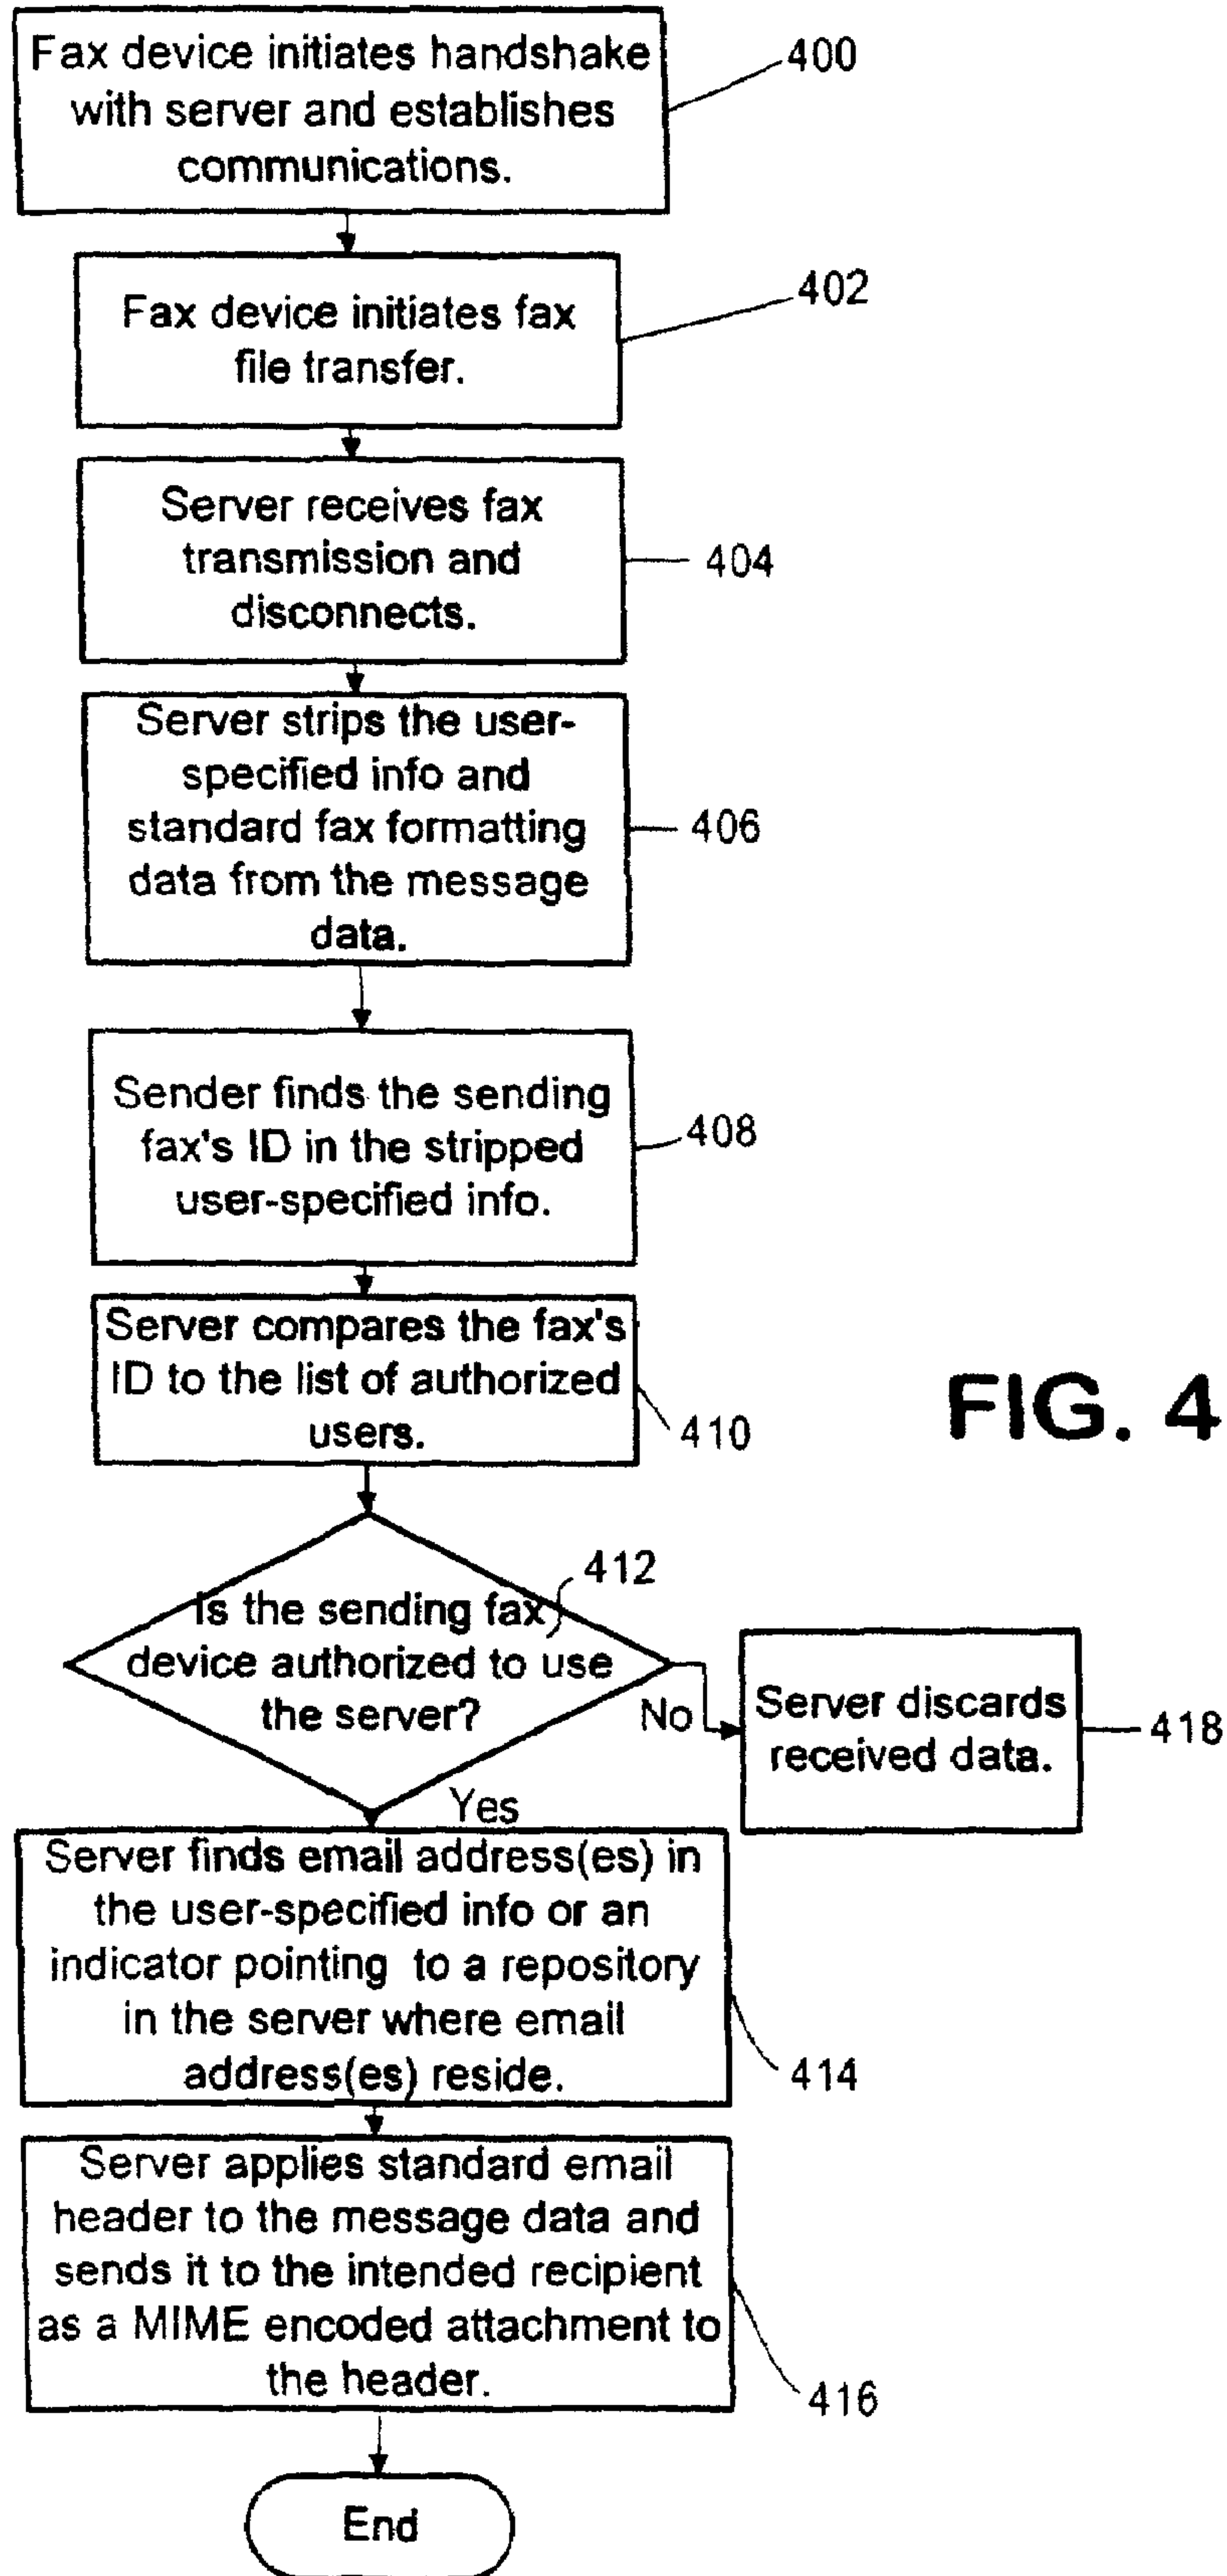 Fax device initiates handshake
with server and establishes
communications.
400
Fax device initiates fax
file transfer.
402
Server receives fax
transmission and
disconnects.
404
Server strips the user-
specified info and
standard fax formatting
data from the message
data.
406
Sender finds the sending
fax's ID in the stripped
user-specified info.
408
Server compares the fax's
ID to the list of authorized
users.
410
FIG. 4
412
Is the sending fax
device authorized to use
the server?
No
Server discards
received data.
418
Yes
Server finds email address(es) in
the user-specified info or an
indicator pointing to a repository
in the server where email
address(es) reside.
414
Server applies standard email
header to the message data and
sends it to the intended recipient
as a MIME encoded attachment to
the header.
416
End